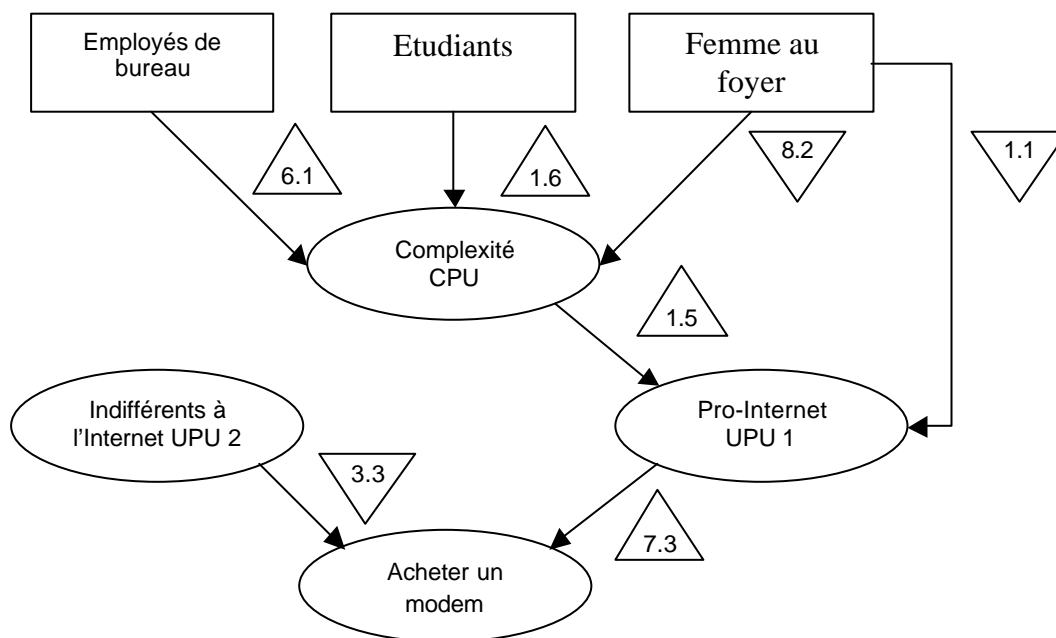 Employés de
bureau
Etudiants
Femme au
foyer
6.1
1.6
8.2
1.1
Complexité
CPU
1.5
Indifférents à
l'Internet UPU 2
Pro-Internet
UPU 1
3.3
7.3
Acheter un
modem